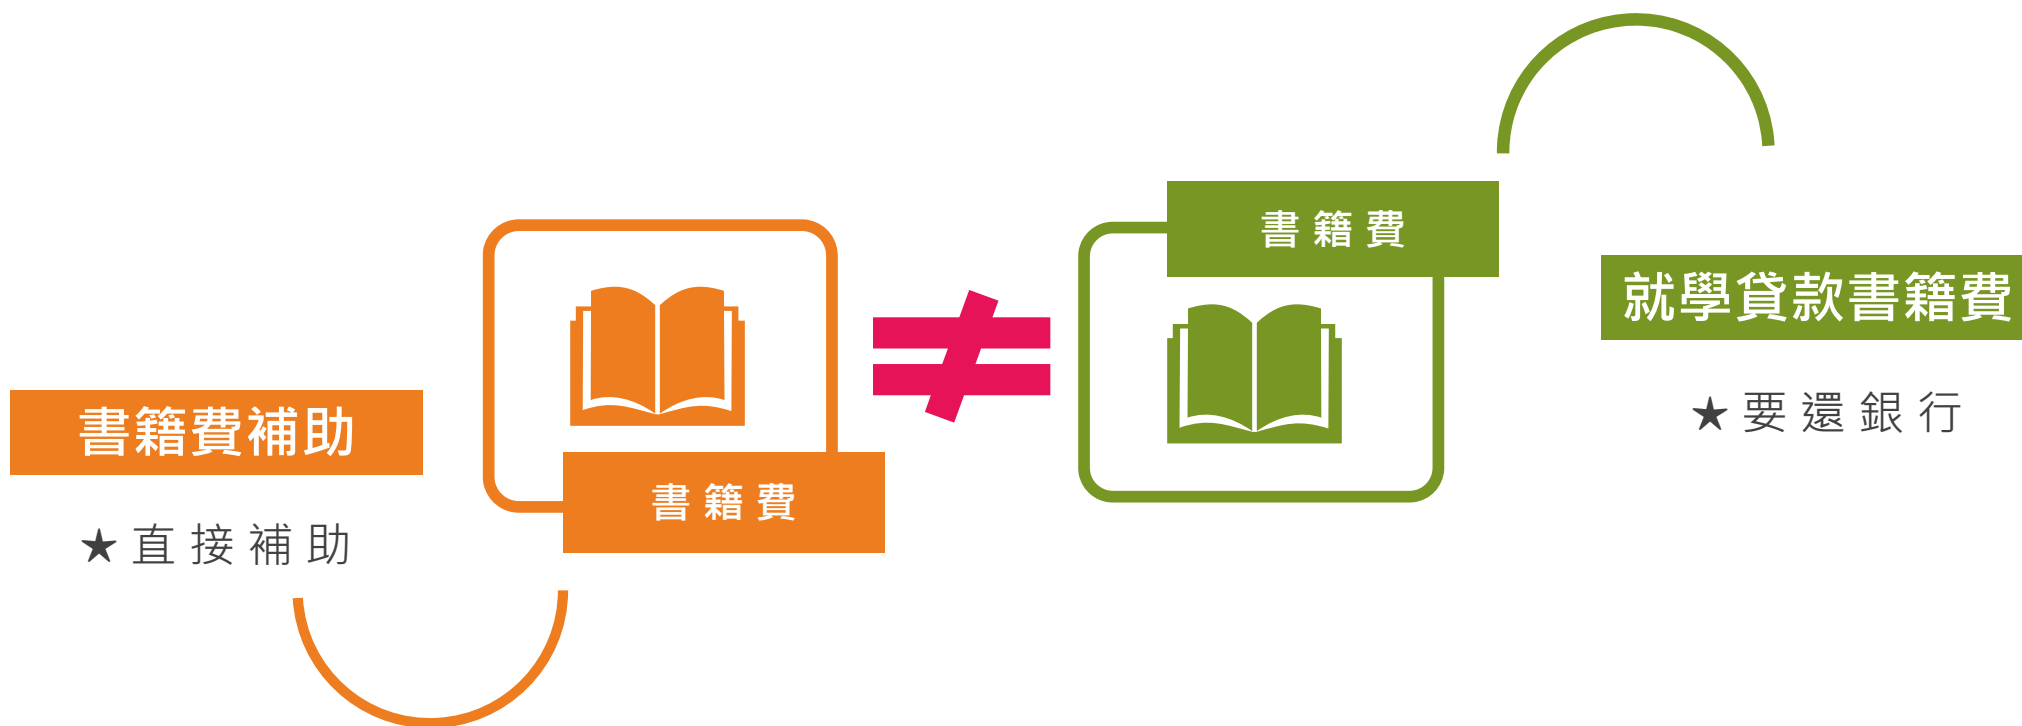 書籍費補助
★直接補助
書籍費
≠
書籍費
就學貸款書籍費
★要還銀行